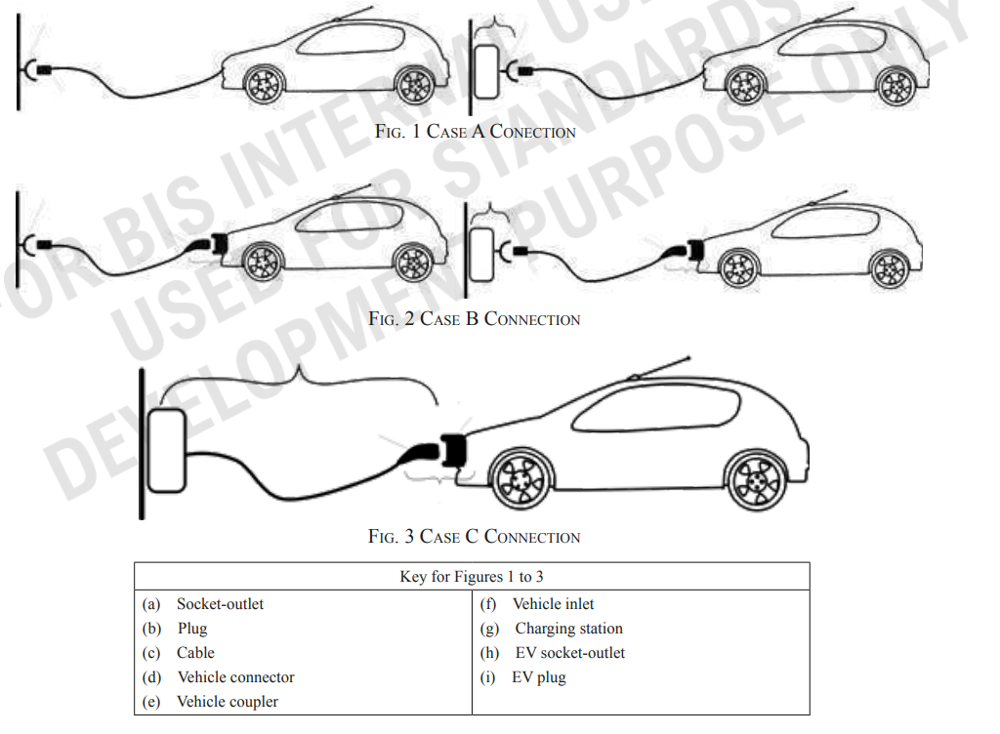 FOR BIS INTERNAL USE
USED FOR STANDARDS
DEVELOPMENT PURPOSE ONLY
FIG. 1 CASE A CONECTION
FIG. 2 CASE B CONNECTION
FIG. 3 CASE C CONNECTION
Key for Figures 1 to 3
(a) Socket-outlet
(b) Plug
(c) Cable
(d) Vehicle connector
(e) Vehicle coupler
(f) Vehicle inlet
(g) Charging station
(h) EV socket-outlet
(i) EV plug